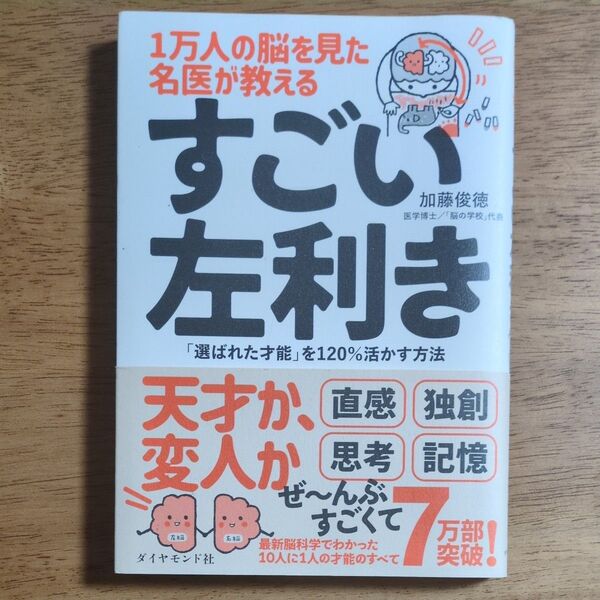 1万人の脳を見た
名医が教える
すごい
左利き
加藤俊徳
医学博士/「脳の学校」代表
「選ばれた才能」を120%活かす方法
天才か、
変人か
直感
独創
思考
記憶
ぜ〜んぶ
すごくて
7万部
突破!
左脳
右脳
最新脳科学でわかった
10人に1人の才能のすべて
ダイヤモンド社